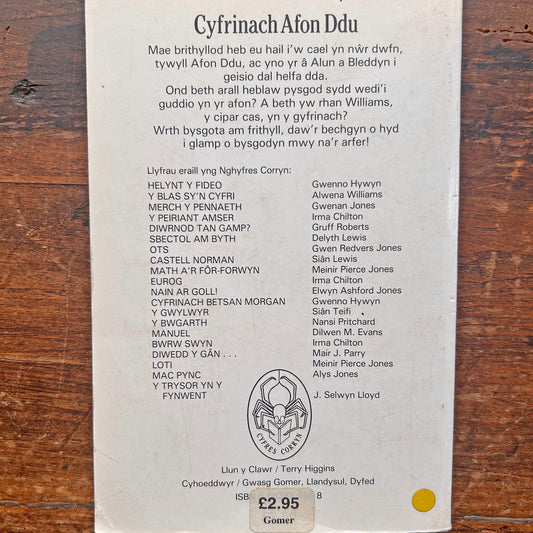 Cyfrinach Afon Ddu
Mae brithyllod heb eu hail i'w cael yn nŵr dwfn,
tywyll Afon Ddu, ac yno yr â Alun a Bleddyn i
geisio dal helfa dda.
Ond beth arall heblaw pysgod sydd wedi'i
guddio yn yr afon? A beth yw rhan Williams,
y cipar cas, yn y gyfrinach?
Wrth bysgota am frithyll, daw'r bechgyn o hyd
i glamp o bysgodyn mwy na'r arfer!
Llyfrau eraill yng Nghyfres Corryn:
HELYNT Y FIDEO Gwenno Hywyn
Y BLAS SY'N CYFRI Alwena Williams
MERCH Y PENNAETH Gwenan Jones
Y PEIRIANT AMSER Irma Chilton
DIWRNOD TAN GAMP? Gruff Roberts
SBECTOL AM BYTH Delyth Lewis
OTS Gwen Redvers Jones
CASTELL NORMAN Siân Lewis
MATH A'R FÔR-FORWYN Meinir Pierce Jones
EUROG Irma Chilton
NAIN AR GOLL! Elwyn Ashford Jones
CYFRINACH BETSAN MORGAN Gwenno Hywyn
Y GWYLWYR Siân Teifi
Y BWGARTH Nansi Pritchard
MANUEL Dilwen M. Evans
BWRW SWYN Irma Chilton
DIWEDD Y GÂN . . . Mair J. Parry
LOTI Meinir Pierce Jones
MAC PYNC Alys Jones
Y TRYSOR YN Y
FYNWENT J. Selwyn Lloyd
CYFRES CORRYN
Llun y Clawr / Terry Higgins
Cyhoeddwyr / Gwasg Gomer, Llandysul, Dyfed
ISB 8
£2.95
Gomer